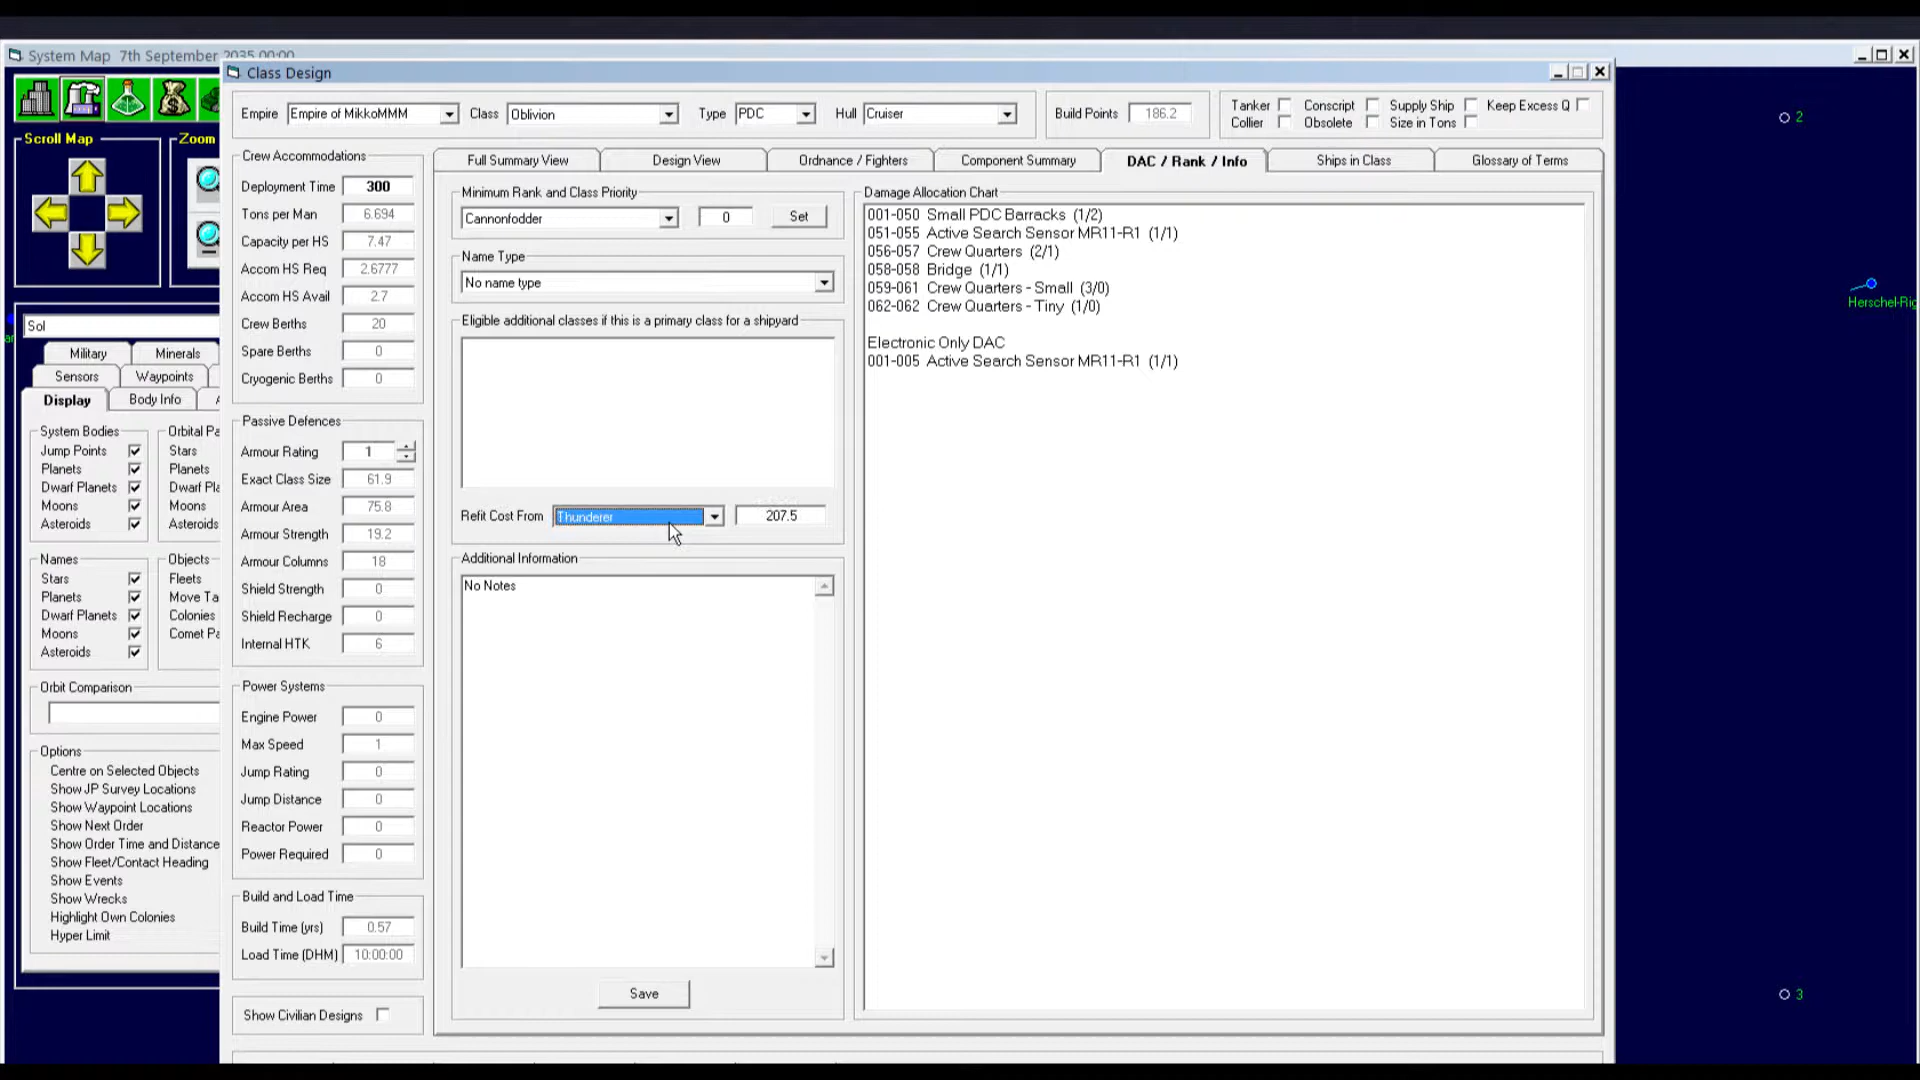 System Map 7th September 2035 00:00
Class Design
Empire Empire of MikkoMMM Class Oblivion Type PDC Hull Cruiser Build Points 186.2
Tanker Conscript Supply Ship Keep Excess Q
Collier Obsolete Size in Tons
Scroll Map Zoom
Sol
Military Minerals
Sensors Waypoints
Display Body Info
System Bodies
Jump Points
Planets
Dwarf Planets
Moons
Asteroids
Orbital Pa
Stars
Planets
Dwarf Pla
Moons
Asteroids
Names
Stars
Planets
Dwarf Planets
Moons
Asteroids
Objects
Fleets
Move Ta
Colonies
Comet Pa
Orbit Comparison
Options
Centre on Selected Objects
Show JP Survey Locations
Show Waypoint Locations
Show Next Order
Show Order Time and Distance
Show Fleet/Contact Heading
Show Events
Show Wrecks
Highlight Own Colonies
Hyper Limit
Crew Accommodations
Deployment Time 300
Tons per Man 6.694
Capacity per HS 7.47
Accom HS Req 2.6777
Accom HS Avail 2.7
Crew Berths 20
Spare Berths 0
Cryogenic Berths 0
Passive Defences
Armour Rating 1
Exact Class Size 61.9
Armour Area 75.8
Armour Strength 19.2
Armour Columns 18
Shield Strength 0
Shield Recharge 0
Internal HTK 6
Power Systems
Engine Power 0
Max Speed 1
Jump Rating 0
Jump Distance 0
Reactor Power 0
Power Required 0
Build and Load Time
Build Time (yrs) 0.57
Load Time (DHM) 10:00:00
Show Civilian Designs
Full Summary View Design View Ordnance / Fighters Component Summary DAC / Rank / Info Ships in Class Glossary of Terms
Minimum Rank and Class Priority
Cannonfodder 0 Set
Name Type
No name type
Eligible additional classes if this is a primary class for a shipyard
Refit Cost From Thunderer 207.5
Additional Information
No Notes
Save
Damage Allocation Chart
001-050 Small PDC Barracks (1/2)
051-055 Active Search Sensor MR11-R1 (1/1)
056-057 Crew Quarters (2/1)
058-058 Bridge (1/1)
059-061 Crew Quarters - Small (3/0)
062-062 Crew Quarters - Tiny (1/0)
Electronic Only DAC
001-005 Active Search Sensor MR11-R1 (1/1)
2
Herschel-Rig
3